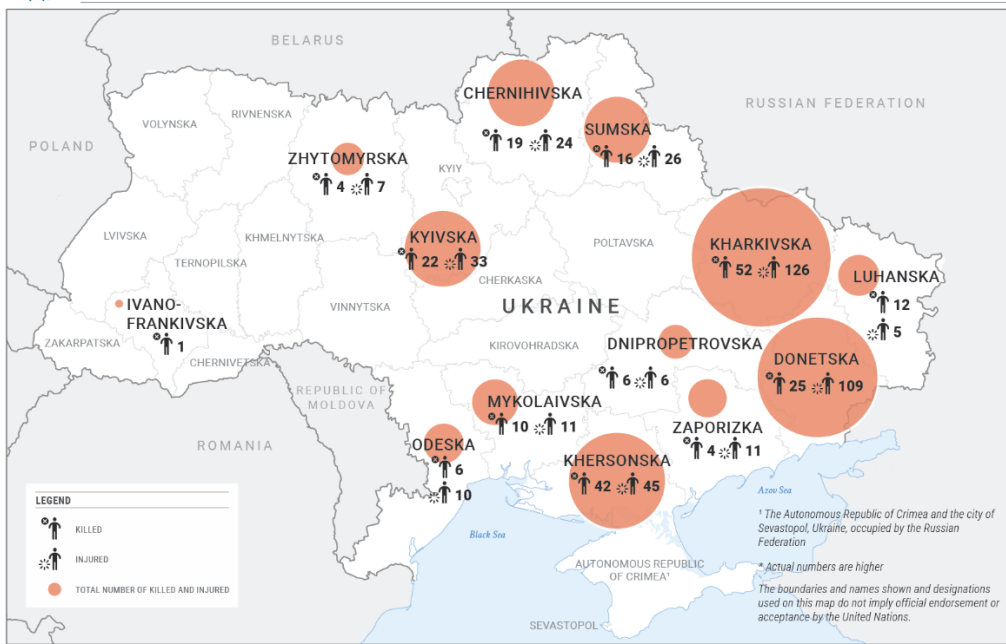 BELARUS
CHERNIHIVSKA
19 24
RUSSIAN FEDERATION
RIVNENSKA
VOLYNSKA
SUMSKA
16 26
POLAND
ZHYTOMYRSKA
4 7
KYIV
LVIVSKA
KHMELNYTSKA
KYIVSKA
22 33
POLTAVSKA
KHARKIVSKA
52 126
TERNOPILSKA
CHERKASKA
LUHANSKA
12
5
IVANO-
FRANKIVSKA
1
VINNYTSKA
UKRAINE
ZAKARPATSKA
CHERNIVETSKA
KIROVOHRADSKA
DNIPROPETROVSKA
6 6
DONETSKA
25 109
REPUBLIC OF
MOLDOVA
MYKOLAIVSKA
10 11
ZAPORIZKA
4 11
ROMANIA
ODESKA
6
10
KHERSONSKA
42 45
Azov Sea
Black Sea
LEGEND
KILLED
INJURED
TOTAL NUMBER OF KILLED AND INJURED
AUTONOMOUS REPUBLIC
OF CRIMEA¹
SEVASTOPOL
¹ The Autonomous Republic of Crimea and the city of
Sevastopol, Ukraine, occupied by the Russian
Federation
* Actual numbers are higher
The boundaries and names shown and designations
used on this map do not imply official endorsement or
acceptance by the United Nations.